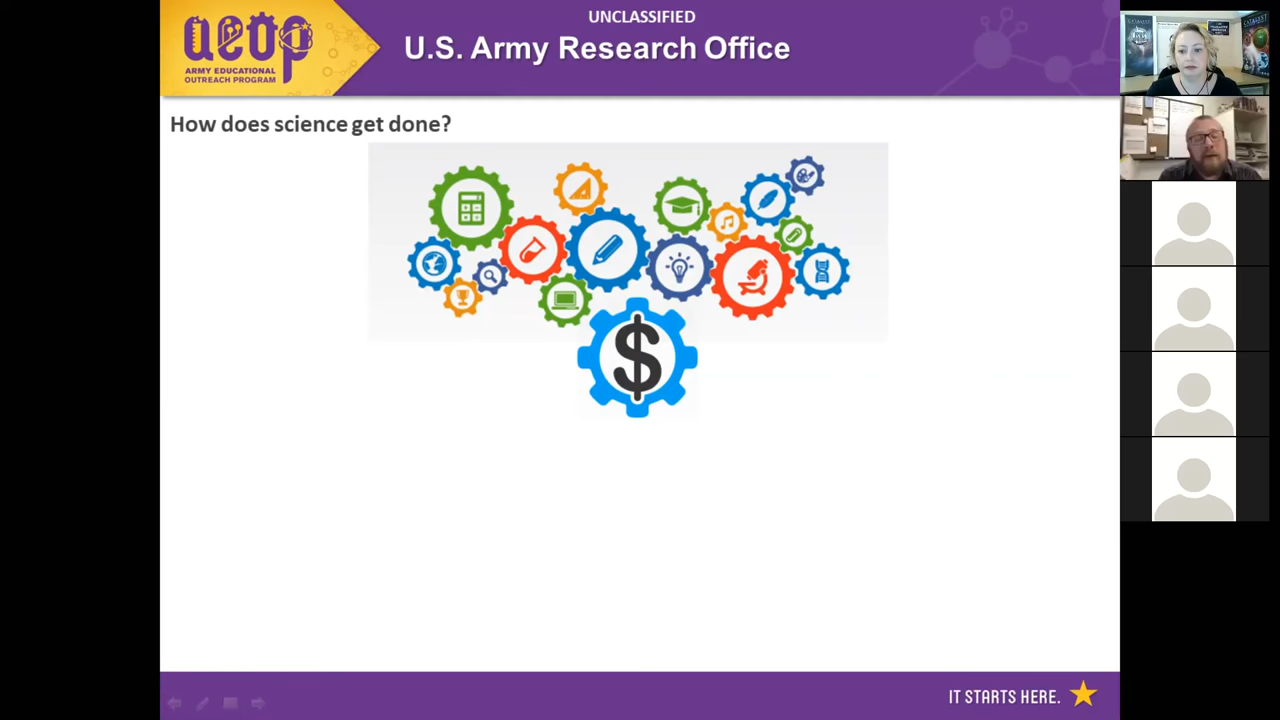 UNCLASSIFIED
aeop
U.S. Army Research Office
ARMY EDUCATIONAL
OUTREACH PROGRAM
How does science get done?
$
IT STARTS HERE.